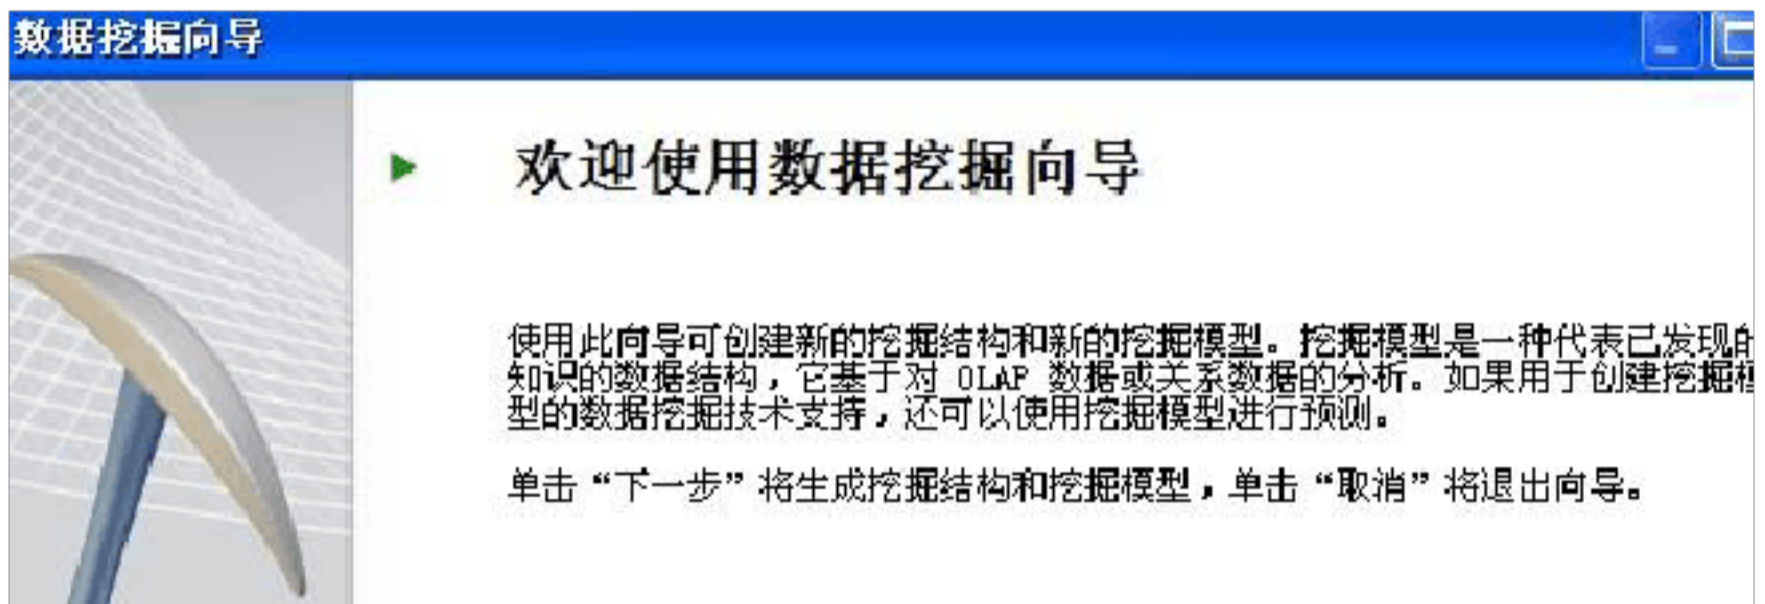 数据挖掘向导
欢迎使用数据挖掘向导
使用此向导可创建新的挖掘结构和新的挖掘模型。挖掘模型是一种代表已发现的
知识的数据结构，它基于对 OLAP 数据或关系数据的分析。如果用于创建挖掘模
型的数据挖掘技术支持，还可以使用挖掘模型进行预测。
单击“下一步”将生成挖掘结构和挖掘模型，单击“取消”将退出向导。